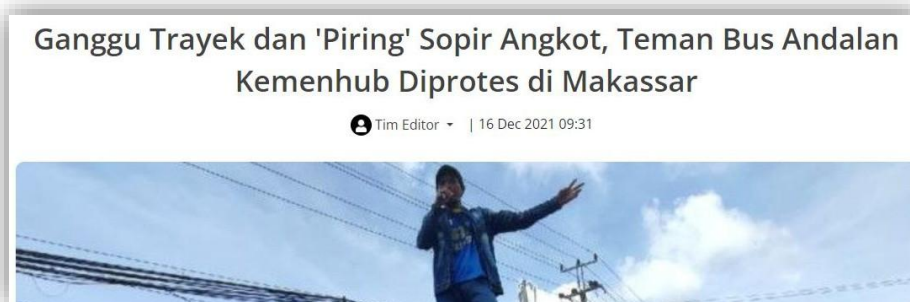 Ganggu Trayek dan 'Piring' Sopir Angkot, Teman Bus Andalan
Kemenhub Diprotes di Makassar
Tim Editor | 16 Dec 2021 09:31